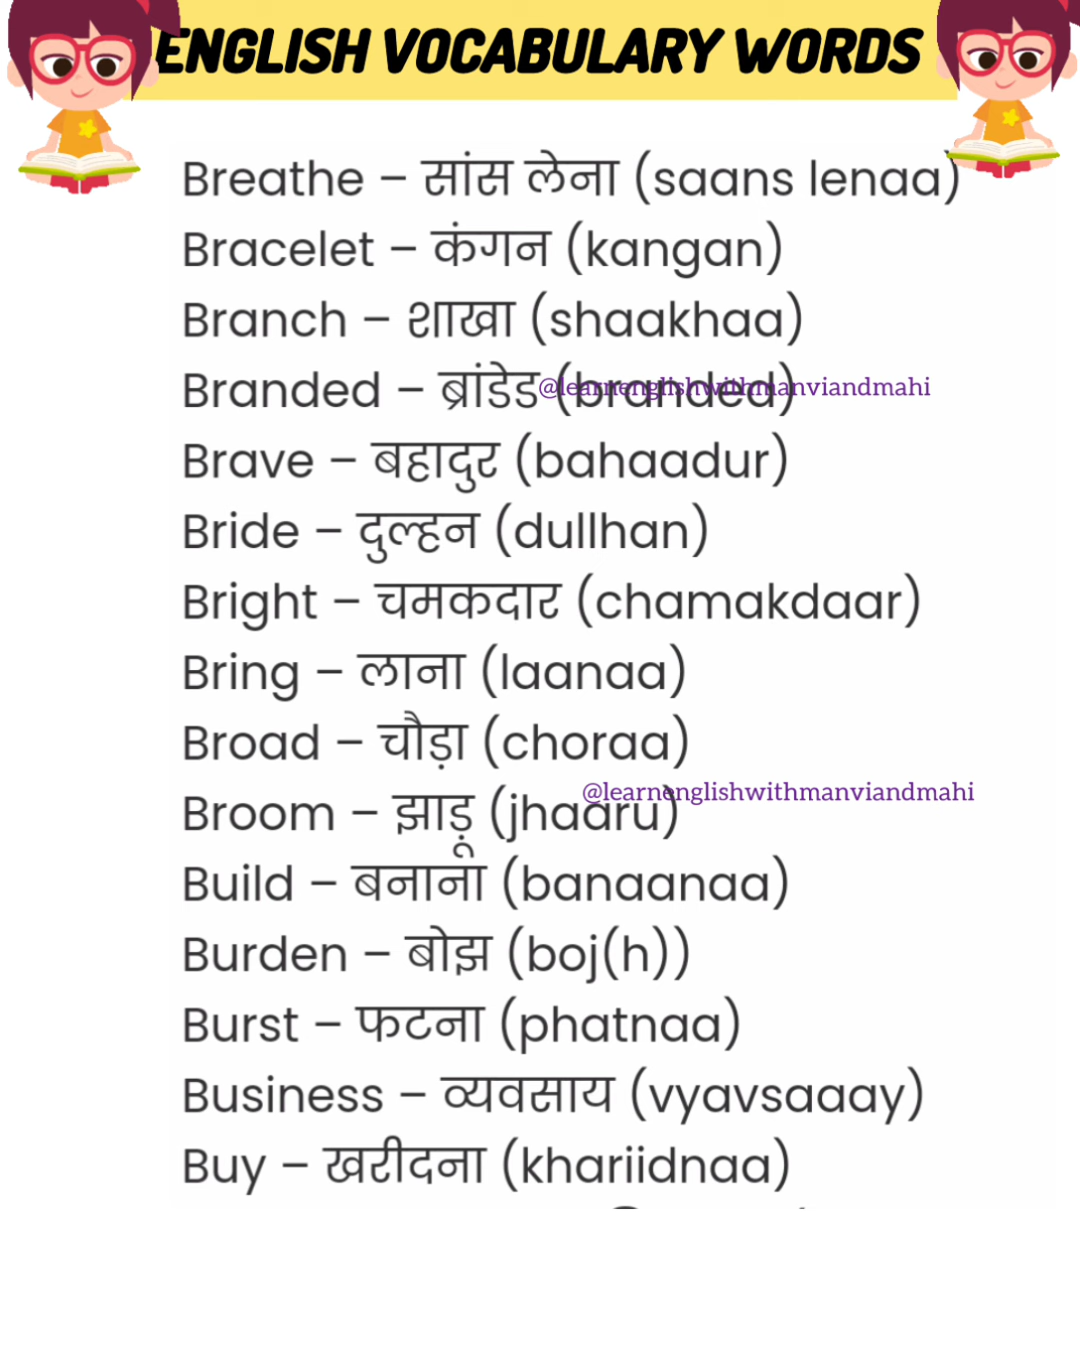 ENGLISH VOCABULARY WORDS
Breathe – सांस लेना (saans lenaa)
Bracelet – कंगन (kangan)
Branch – शाखा (shaakhaa)
Branded – ब्रांडेड (branded)
@learnenglishwithmanviandmahi
Brave – बहादुर (bahaadur)
Bride – दुल्हन (dullhan)
Bright – चमकदार (chamakdaar)
Bring – लाना (laanaa)
Broad – चौड़ा (choraa)
@learnenglishwithmanviandmahi
Broom – झाड़ू (jhaaru)
Build – बनाना (banaanaa)
Burden – बोझ (boj(h))
Burst – फटना (phatnaa)
Business – व्यवसाय (vyavsaaay)
Buy – खरीदना (khariidnaa)